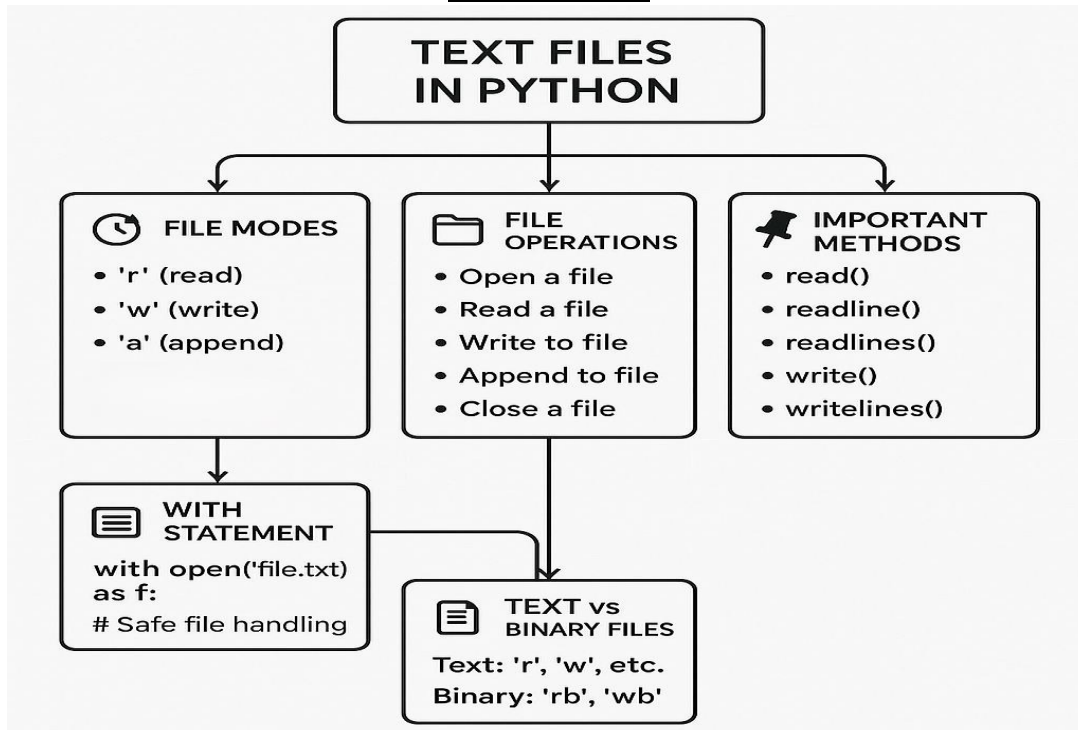 TEXT FILES
IN PYTHON
FILE MODES
• 'r' (read)
• 'w' (write)
• 'a' (append)
FILE
OPERATIONS
• Open a file
• Read a file
• Write to file
• Append to file
• Close a file
IMPORTANT
METHODS
• read()
• readline()
• readlines()
• write()
• writelines()
WITH
STATEMENT
with open('file.txt)
as f:
# Safe file handling
TEXT vs
BINARY FILES
Text: 'r', 'w', etc.
Binary: 'rb', 'wb'